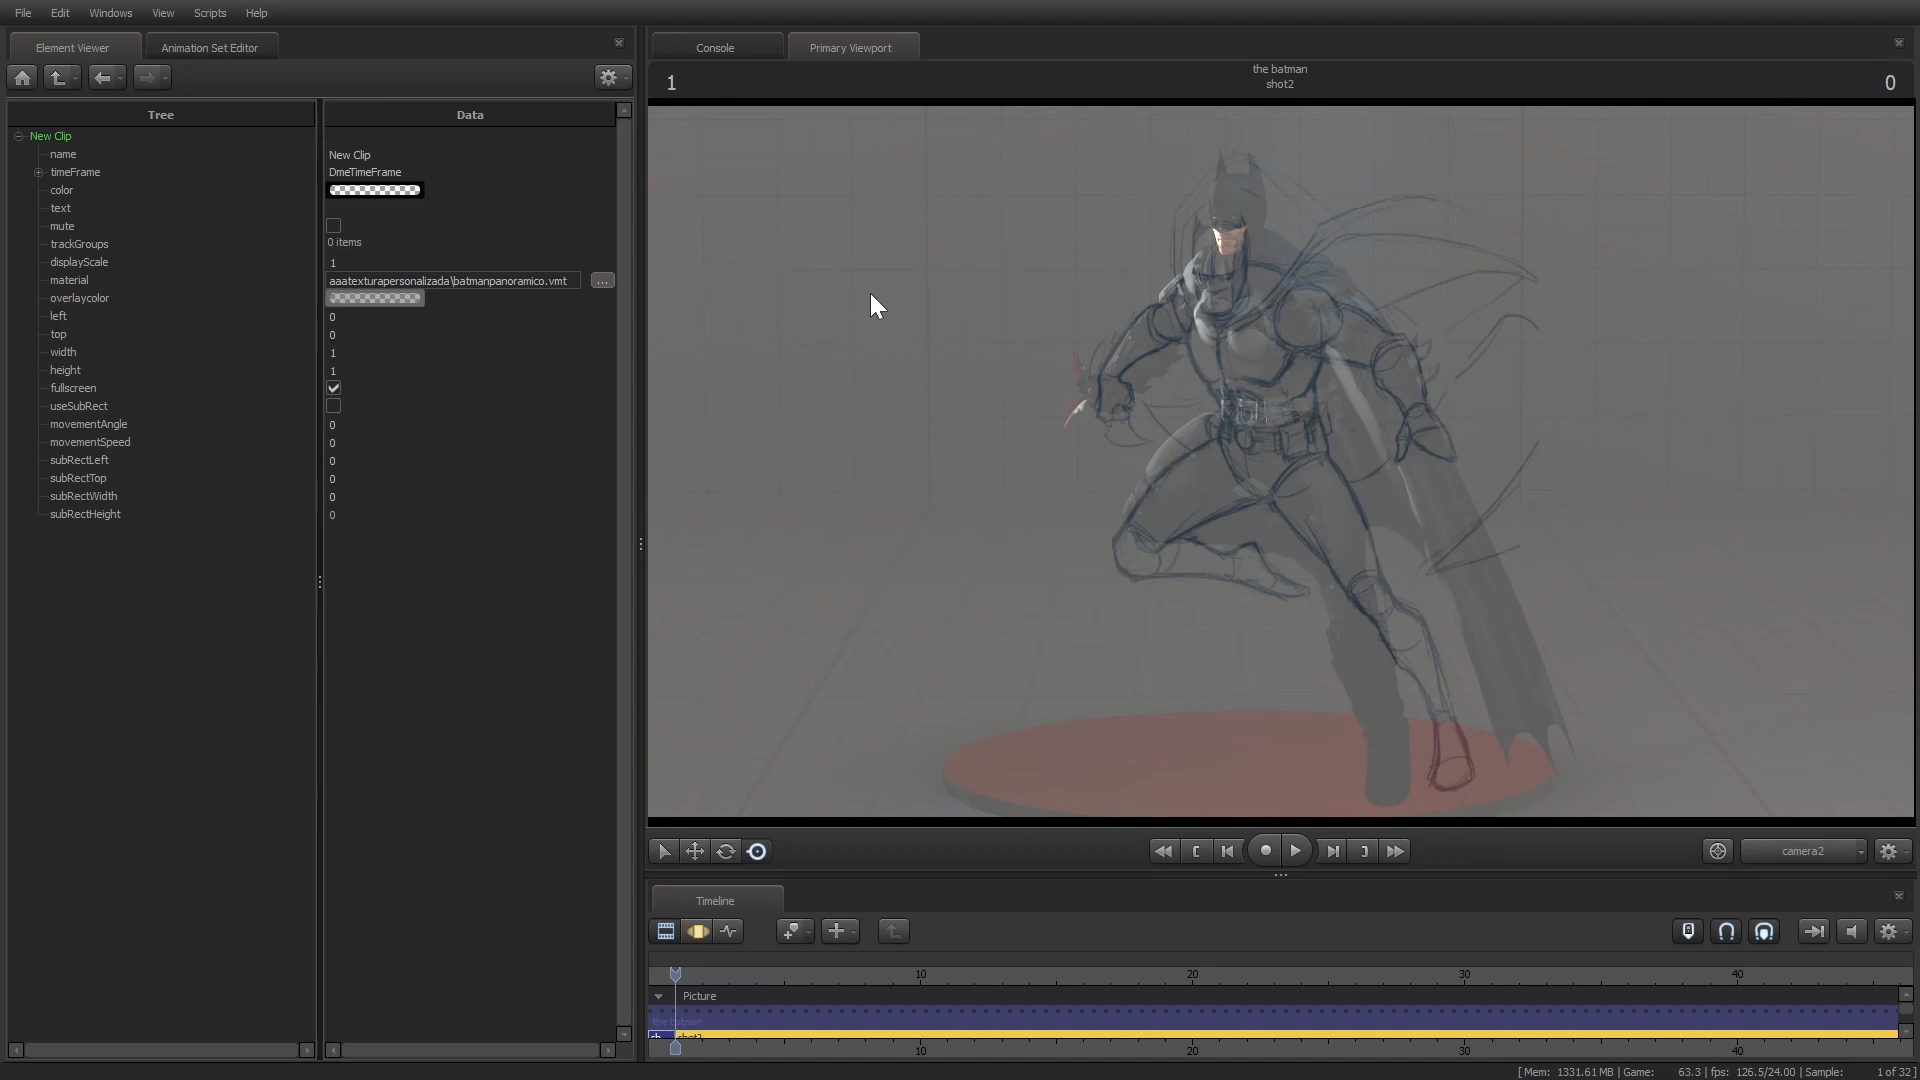 File Edit Windows View Scripts Help
Element Viewer Animation Set Editor
Console Primary Viewport
1 the batman 0
shot2
Tree Data
New Clip
name New Clip
timeFrame DmeTimeFrame
color
text
mute
trackGroups 0 items
displayScale 1
material aaatexturapersonalizada\batmanpanoramico.vmt ...
overlaycolor
left 0
top 0
width 1
height 1
fullscreen
useSubRect
movementAngle 0
movementSpeed 0
subRectLeft 0
subRectTop 0
subRectWidth 0
subRectHeight 0
camera2
Timeline
10 20 30 40
Picture
the batman
sh shot2
10 20 30 40
[ Mem: 1331.61 MB | Game: 63.3 | fps: 126.5/24.00 | Sample: 1 of 32 ]